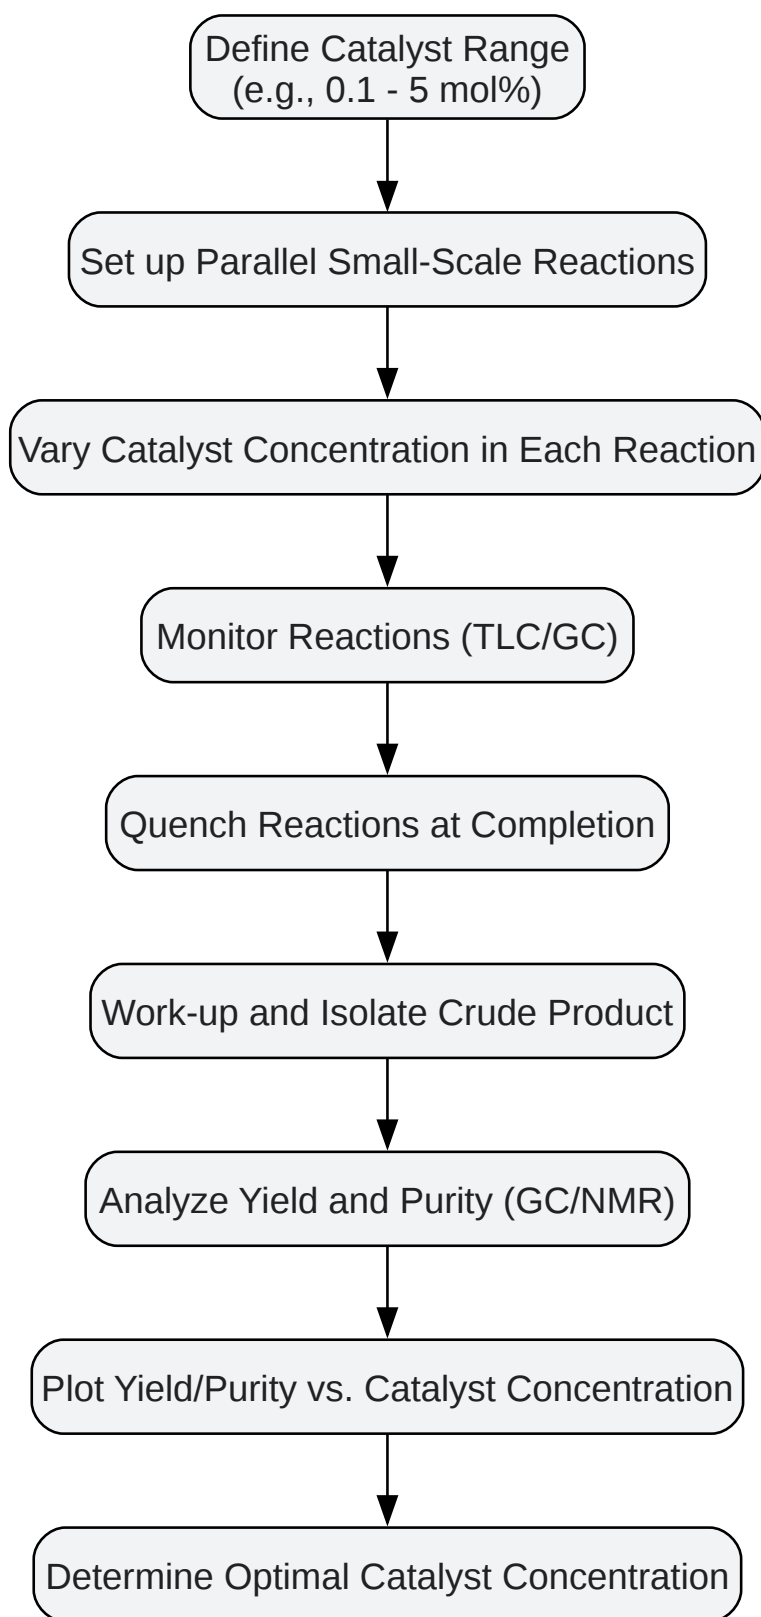 Define Catalyst Range
(e.g., 0.1 - 5 mol%)
Set up Parallel Small-Scale Reactions
Vary Catalyst Concentration in Each Reaction
Monitor Reactions (TLC/GC)
Quench Reactions at Completion
Work-up and Isolate Crude Product
Analyze Yield and Purity (GC/NMR)
Plot Yield/Purity vs. Catalyst Concentration
Determine Optimal Catalyst Concentration